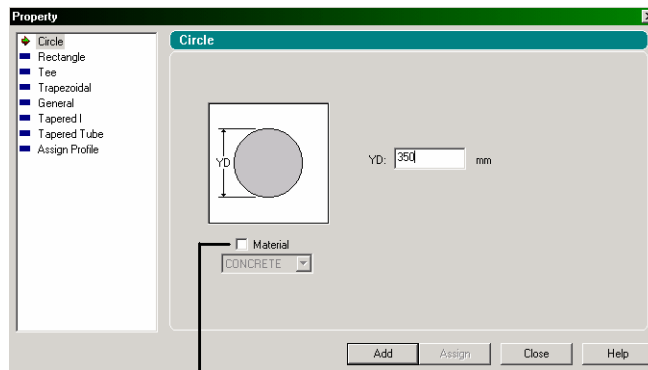 Property
Circle
Rectangle
Tee
Trapezoidal
General
Tapered I
Tapered Tube
Assign Profile
Circle
YD
YD: 350 mm
Material
CONCRETE
Add Assign Close Help